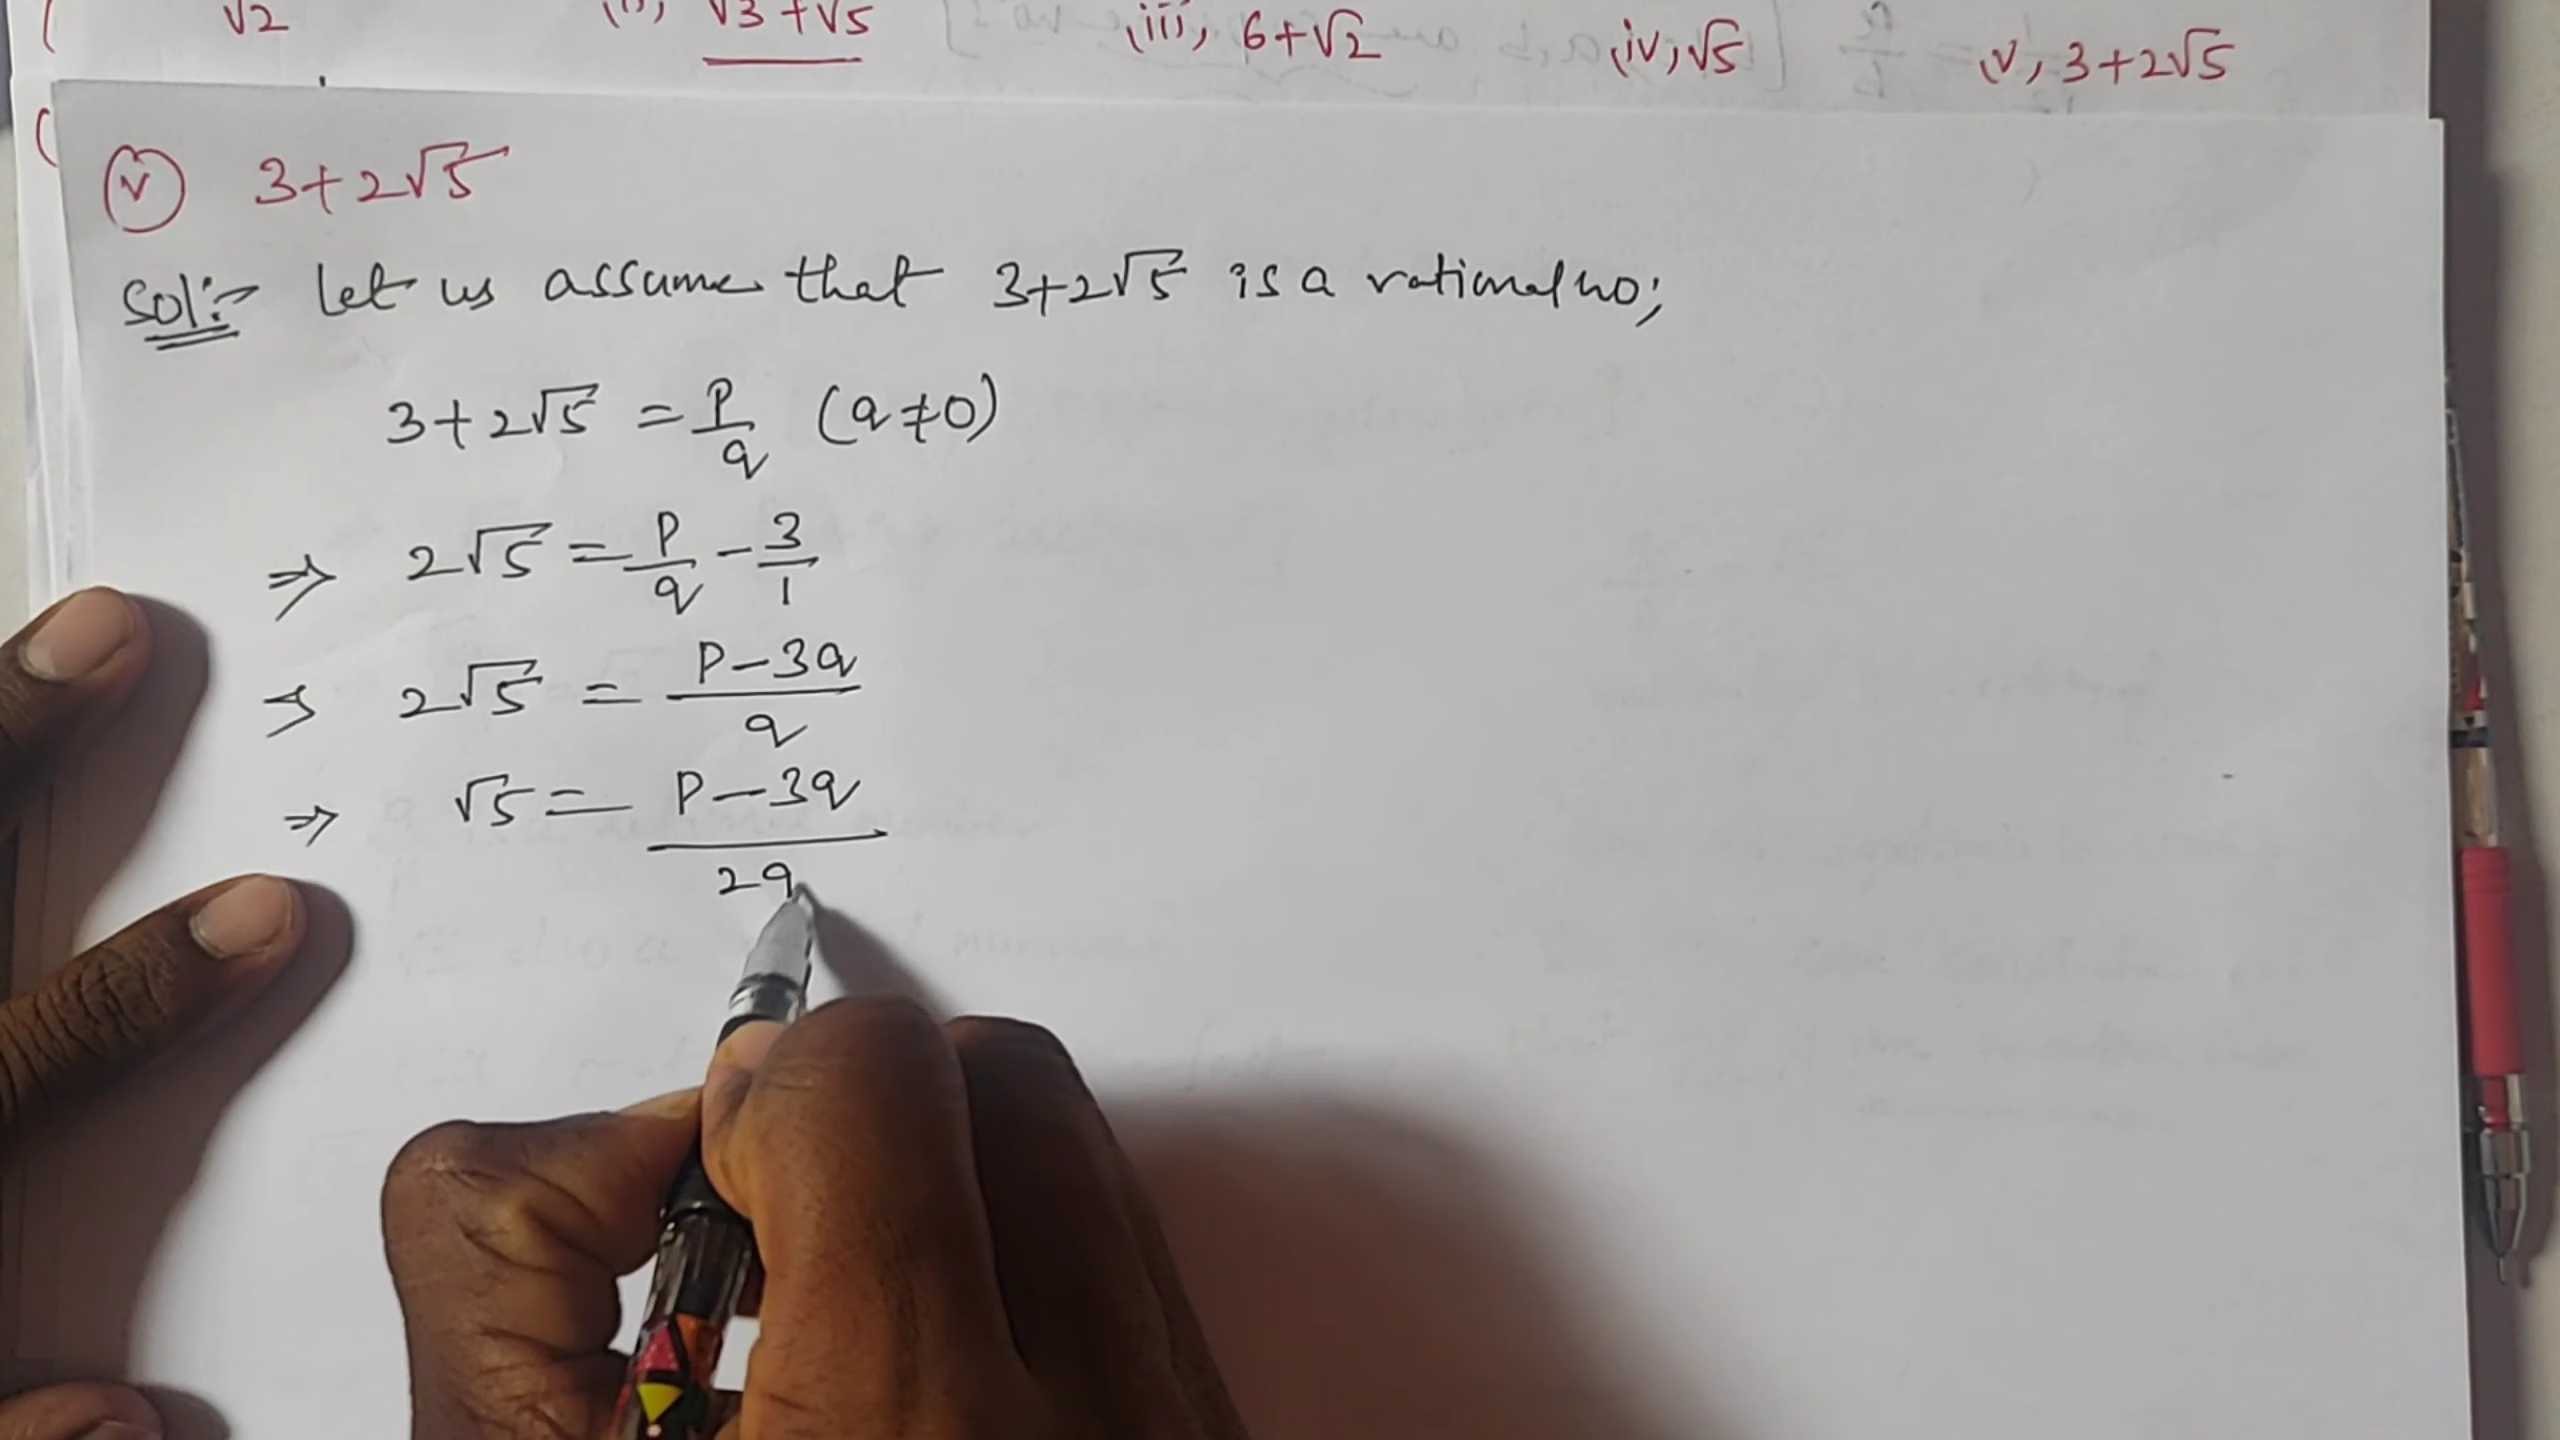 √2 (ii), √3+√5 (iii), 6+√2 (iv), √5 (v), 3+2√5
(v) 3+2√5
Sol:- Let us assume that 3+2√5 is a rational no;
3+2√5 = P/q (q≠0)
⇒ 2√5 = P/q - 3/1
⇒ 2√5 = P-3q/q
⇒ √5 = P-3q/2q